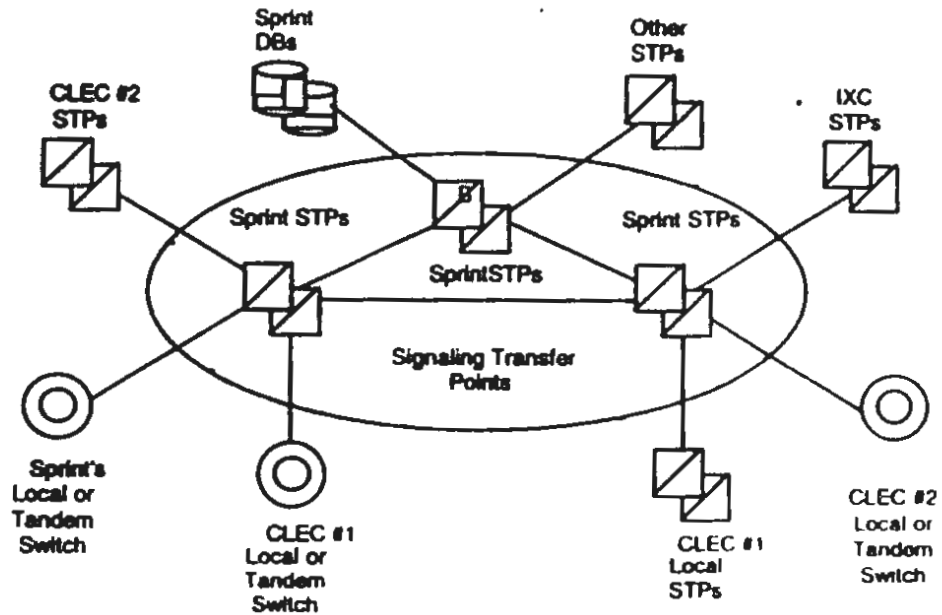 Sprint
DBs
Other
STPs
CLEC #2
STPs
IXC
STPs
B
Sprint STPs
Sprint STPs
SprintSTPs
Signaling Transfer
Points
Sprint's
Local or
Tandem
Switch
CLEC #1
Local or
Tandem
Switch
CLEC #1
Local
STPs
CLEC #2
Local or
Tandom
Switch